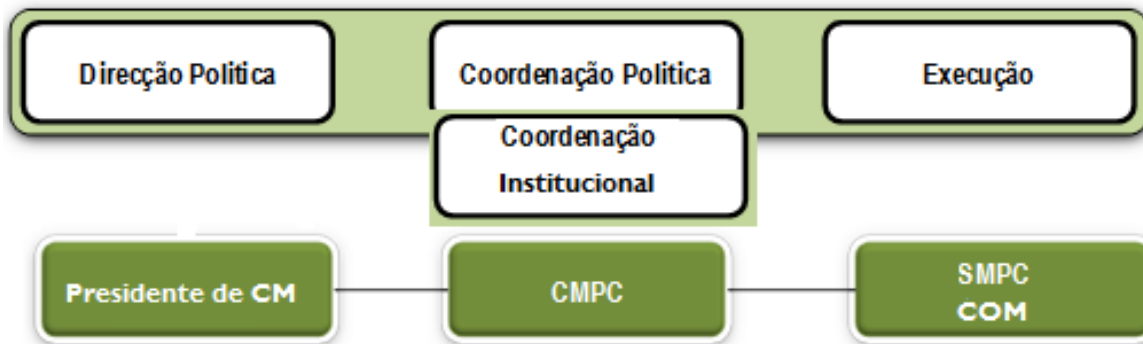 Direcção Politica
Coordenação Politica
Execução
Coordenação
Institucional
Presidente de CM
CMPC
SMPC
COM